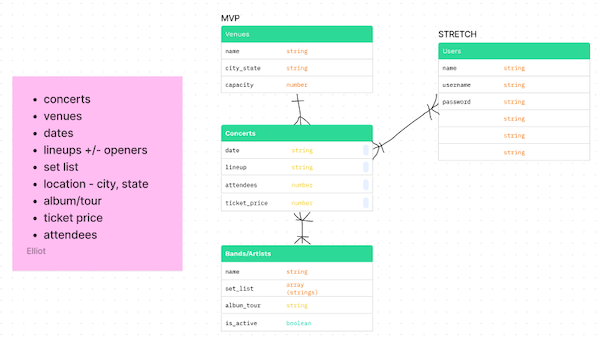 MVP
STRETCH
concerts
venues
dates
lineups +/- openers
set list
location - city, state
album/tour
ticket price
attendees
Elliot
Venues
name string
city_state string
capacity number
Concerts
date string
lineup string
attendees number
ticket_price number
Bands/Artists
name string
set_list array
(strings)
album_tour string
is_active boolean
Users
name string
username string
password string
string
string
string